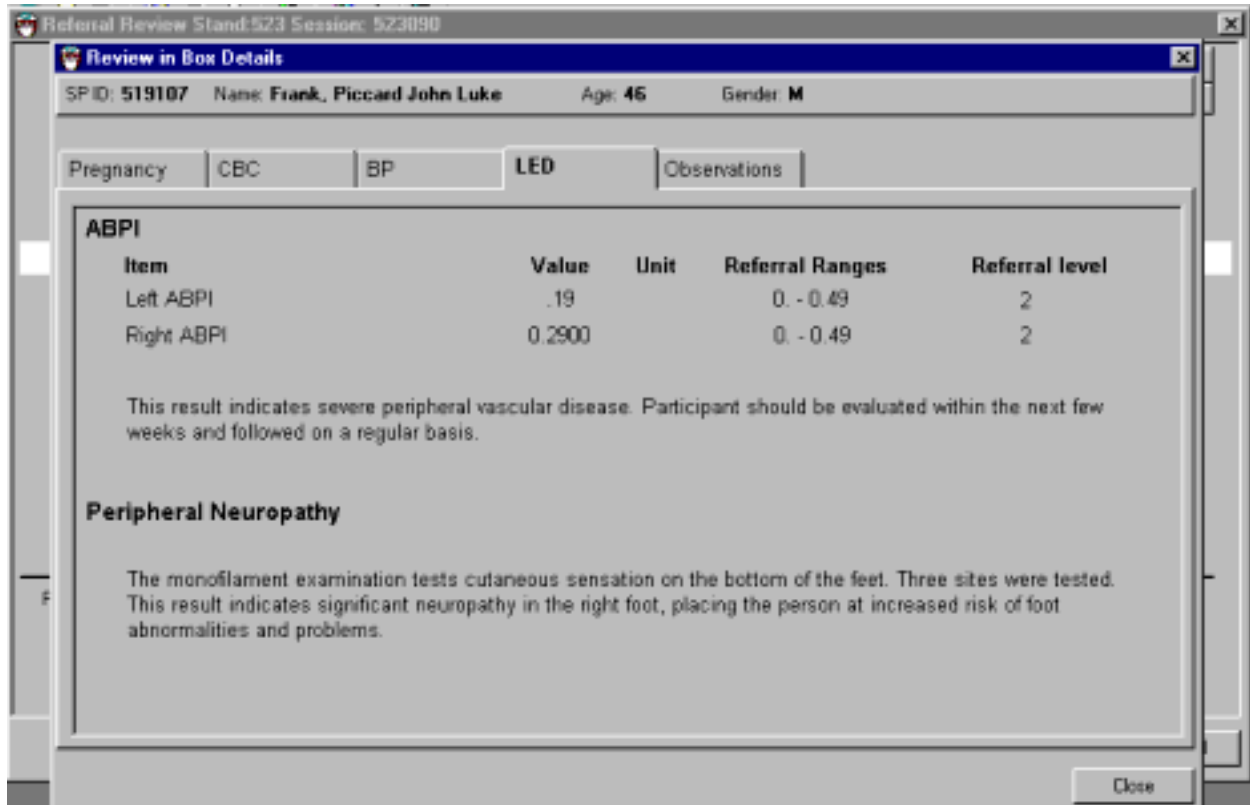 Referral Review Stand:523 Session: 523090
Review in Box Details
SP ID: 519107 Name: Frank, Piccard John Luke Age: 46 Gender: M
Pregnancy CBC BP LED Observations
ABPI
Item Value Unit Referral Ranges Referral level
Left ABPI .19 0. - 0.49 2
Right ABPI 0.2900 0. - 0.49 2
This result indicates severe peripheral vascular disease. Participant should be evaluated within the next few
weeks and followed on a regular basis.
Peripheral Neuropathy
The monofilament examination tests cutaneous sensation on the bottom of the feet. Three sites were tested.
This result indicates significant neuropathy in the right foot, placing the person at increased risk of foot
abnormalities and problems.
Close